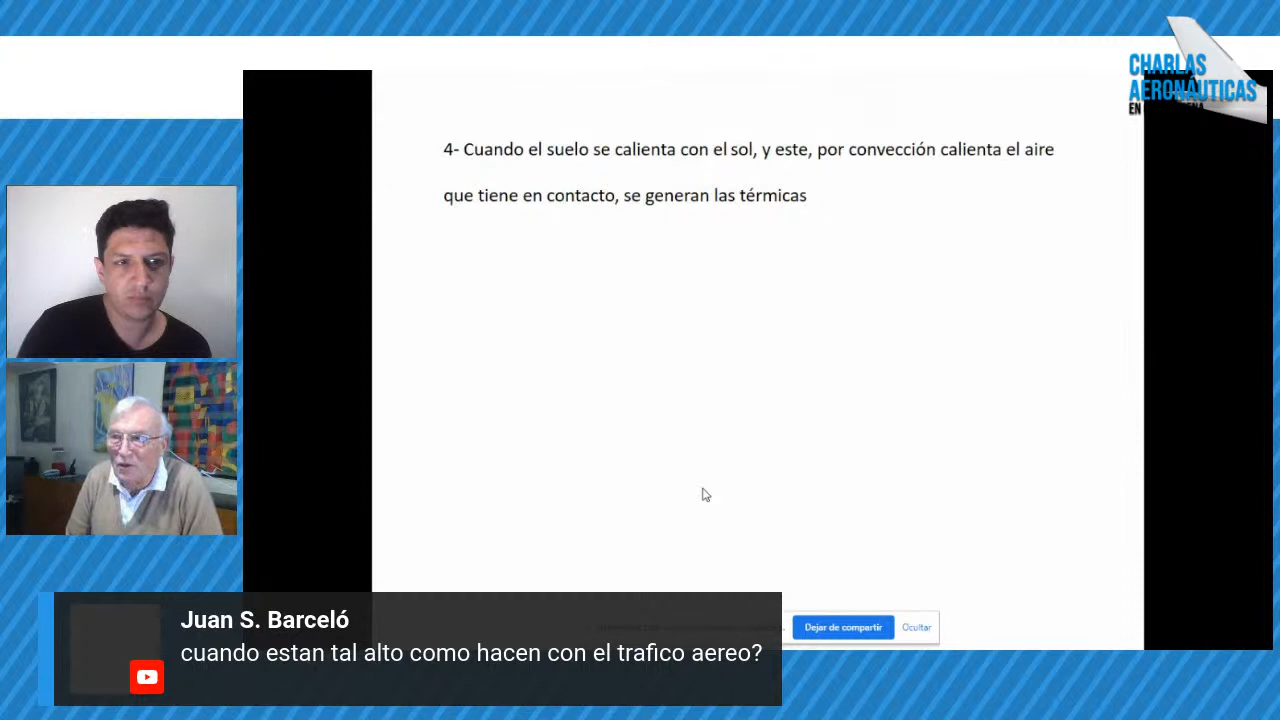 CHARLAS
AERONÁUTICAS
EN
4- Cuando el suelo se calienta con el sol, y este, por convección calienta el aire
que tiene en contacto, se generan las térmicas
Dejar de compartir
Ocultar
Juan S. Barceló
cuando estan tal alto como hacen con el trafico aereo?